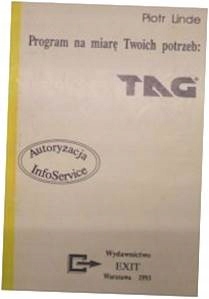 Piotr Linde
Program na miarę Twoich potrzeb:
TAG
Autoryzacja
InfoService
Wydawnictwo
EXIT
Warszawa 1993